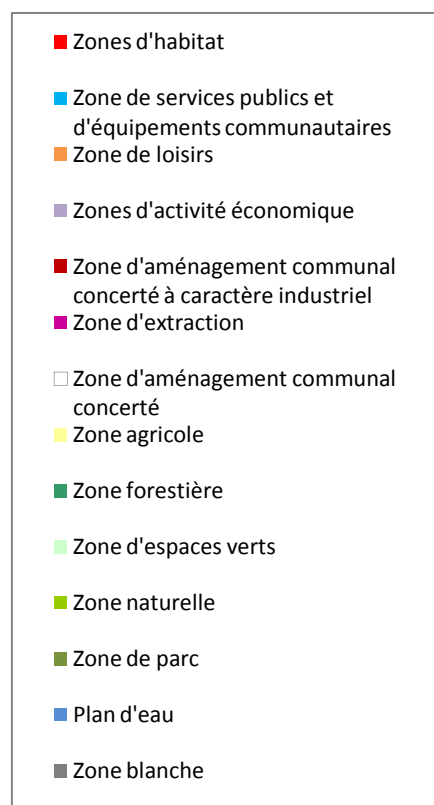 Zones d'habitat
Zone de services publics et
d'équipements communautaires
Zone de loisirs
Zones d'activité économique
Zone d'aménagement communal
concerté à caractère industriel
Zone d'extraction
Zone d'aménagement communal
concerté
Zone agricole
Zone forestière
Zone d'espaces verts
Zone naturelle
Zone de parc
Plan d'eau
Zone blanche